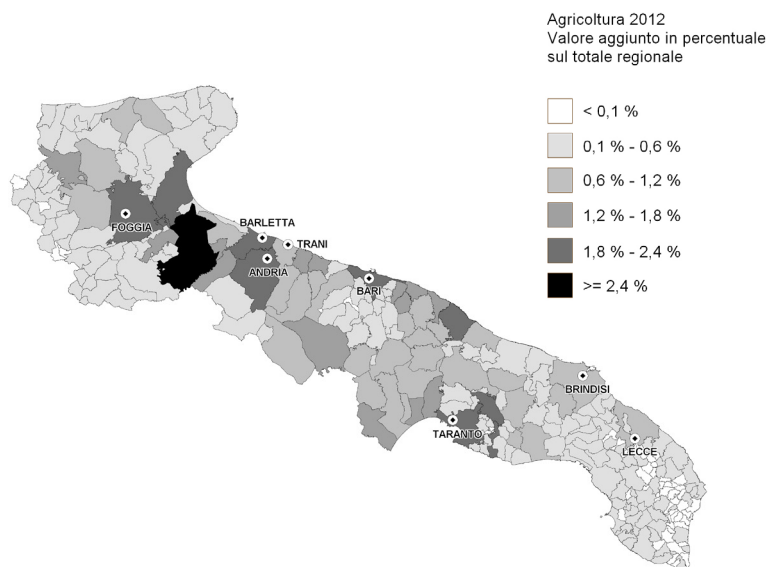 Agricoltura 2012
Valore aggiunto in percentuale
sul totale regionale
< 0,1 %
0,1 % - 0,6 %
0,6 % - 1,2 %
1,2 % - 1,8 %
1,8 % - 2,4 %
>= 2,4 %
FOGGIA
BARLETTA
TRANI
ANDRIA
BARI
BRINDISI
TARANTO
LECCE